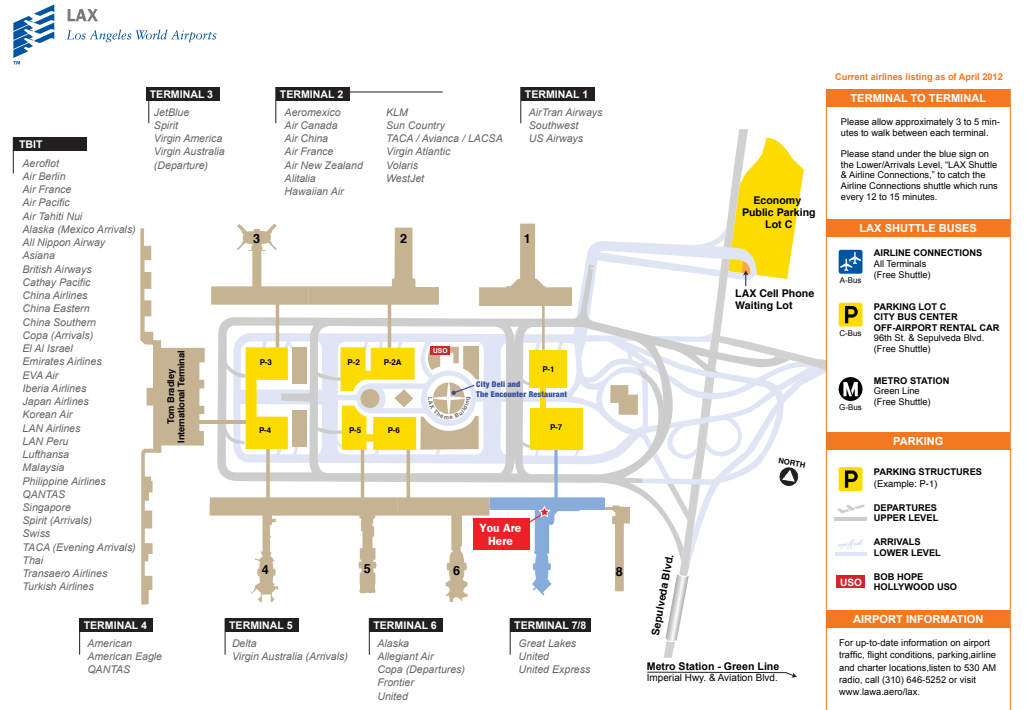 LAX
Los Angeles World Airports
TM
Current airlines listing as of April 2012
TERMINAL 3
JetBlue
Spirit
Virgin America
Virgin Australia
(Departure)
TERMINAL 2
Aeromexico
Air Canada
Air China
Air France
Air New Zealand
Alitalia
Hawaiian Air
KLM
Sun Country
TACA / Avianca / LACSA
Virgin Atlantic
Volaris
WestJet
TERMINAL 1
AirTran Airways
Southwest
US Airways
TBIT
Aeroflot
Air Berlin
Air France
Air Pacific
Air Tahiti Nui
Alaska (Mexico Arrivals)
All Nippon Airway
Asiana
British Airways
Cathay Pacific
China Airlines
China Eastern
China Southern
Copa (Arrivals)
El Al Israel
Emirates Airlines
EVA Air
Iberia Airlines
Japan Airlines
Korean Air
LAN Airlines
LAN Peru
Lufthansa
Malaysia
Philippine Airlines
QANTAS
Singapore
Spirit (Arrivals)
Swiss
TACA (Evening Arrivals)
Thai
Transaero Airlines
Turkish Airlines
3
2
1
Economy
Public Parking
Lot C
LAX Cell Phone
Waiting Lot
Tom Bradley
International Terminal
P-3
P-2
P-2A
USO
P-1
City Deli and
The Encounter Restaurant
LAX Theme Building
P-4
P-5
P-6
P-7
NORTH
You Are
Here
4
5
6
8
Sepulveda Blvd.
TERMINAL 4
American
American Eagle
QANTAS
TERMINAL 5
Delta
Virgin Australia (Arrivals)
TERMINAL 6
Alaska
Allegiant Air
Copa (Departures)
Frontier
United
TERMINAL 7/8
Great Lakes
United
United Express
Metro Station - Green Line
Imperial Hwy. & Aviation Blvd.
TERMINAL TO TERMINAL
Please allow approximately 3 to 5 min-
utes to walk between each terminal.
Please stand under the blue sign on
the Lower/Arrivals Level, "LAX Shuttle
& Airline Connections," to catch the
Airline Connections shuttle which runs
every 12 to 15 minutes.
LAX SHUTTLE BUSES
A-Bus
AIRLINE CONNECTIONS
All Terminals
(Free Shuttle)
P
C-Bus
PARKING LOT C
CITY BUS CENTER
OFF-AIRPORT RENTAL CAR
96th St. & Sepulveda Blvd.
(Free Shuttle)
M
G-Bus
METRO STATION
Green Line
(Free Shuttle)
PARKING
P
PARKING STRUCTURES
(Example: P-1)
DEPARTURES
UPPER LEVEL
ARRIVALS
LOWER LEVEL
USO
BOB HOPE
HOLLYWOOD USO
AIRPORT INFORMATION
For up-to-date information on airport
traffic, flight conditions, parking,airline
and charter locations,listen to 530 AM
radio, call (310) 646-5252 or visit
www.lawa.aero/lax.